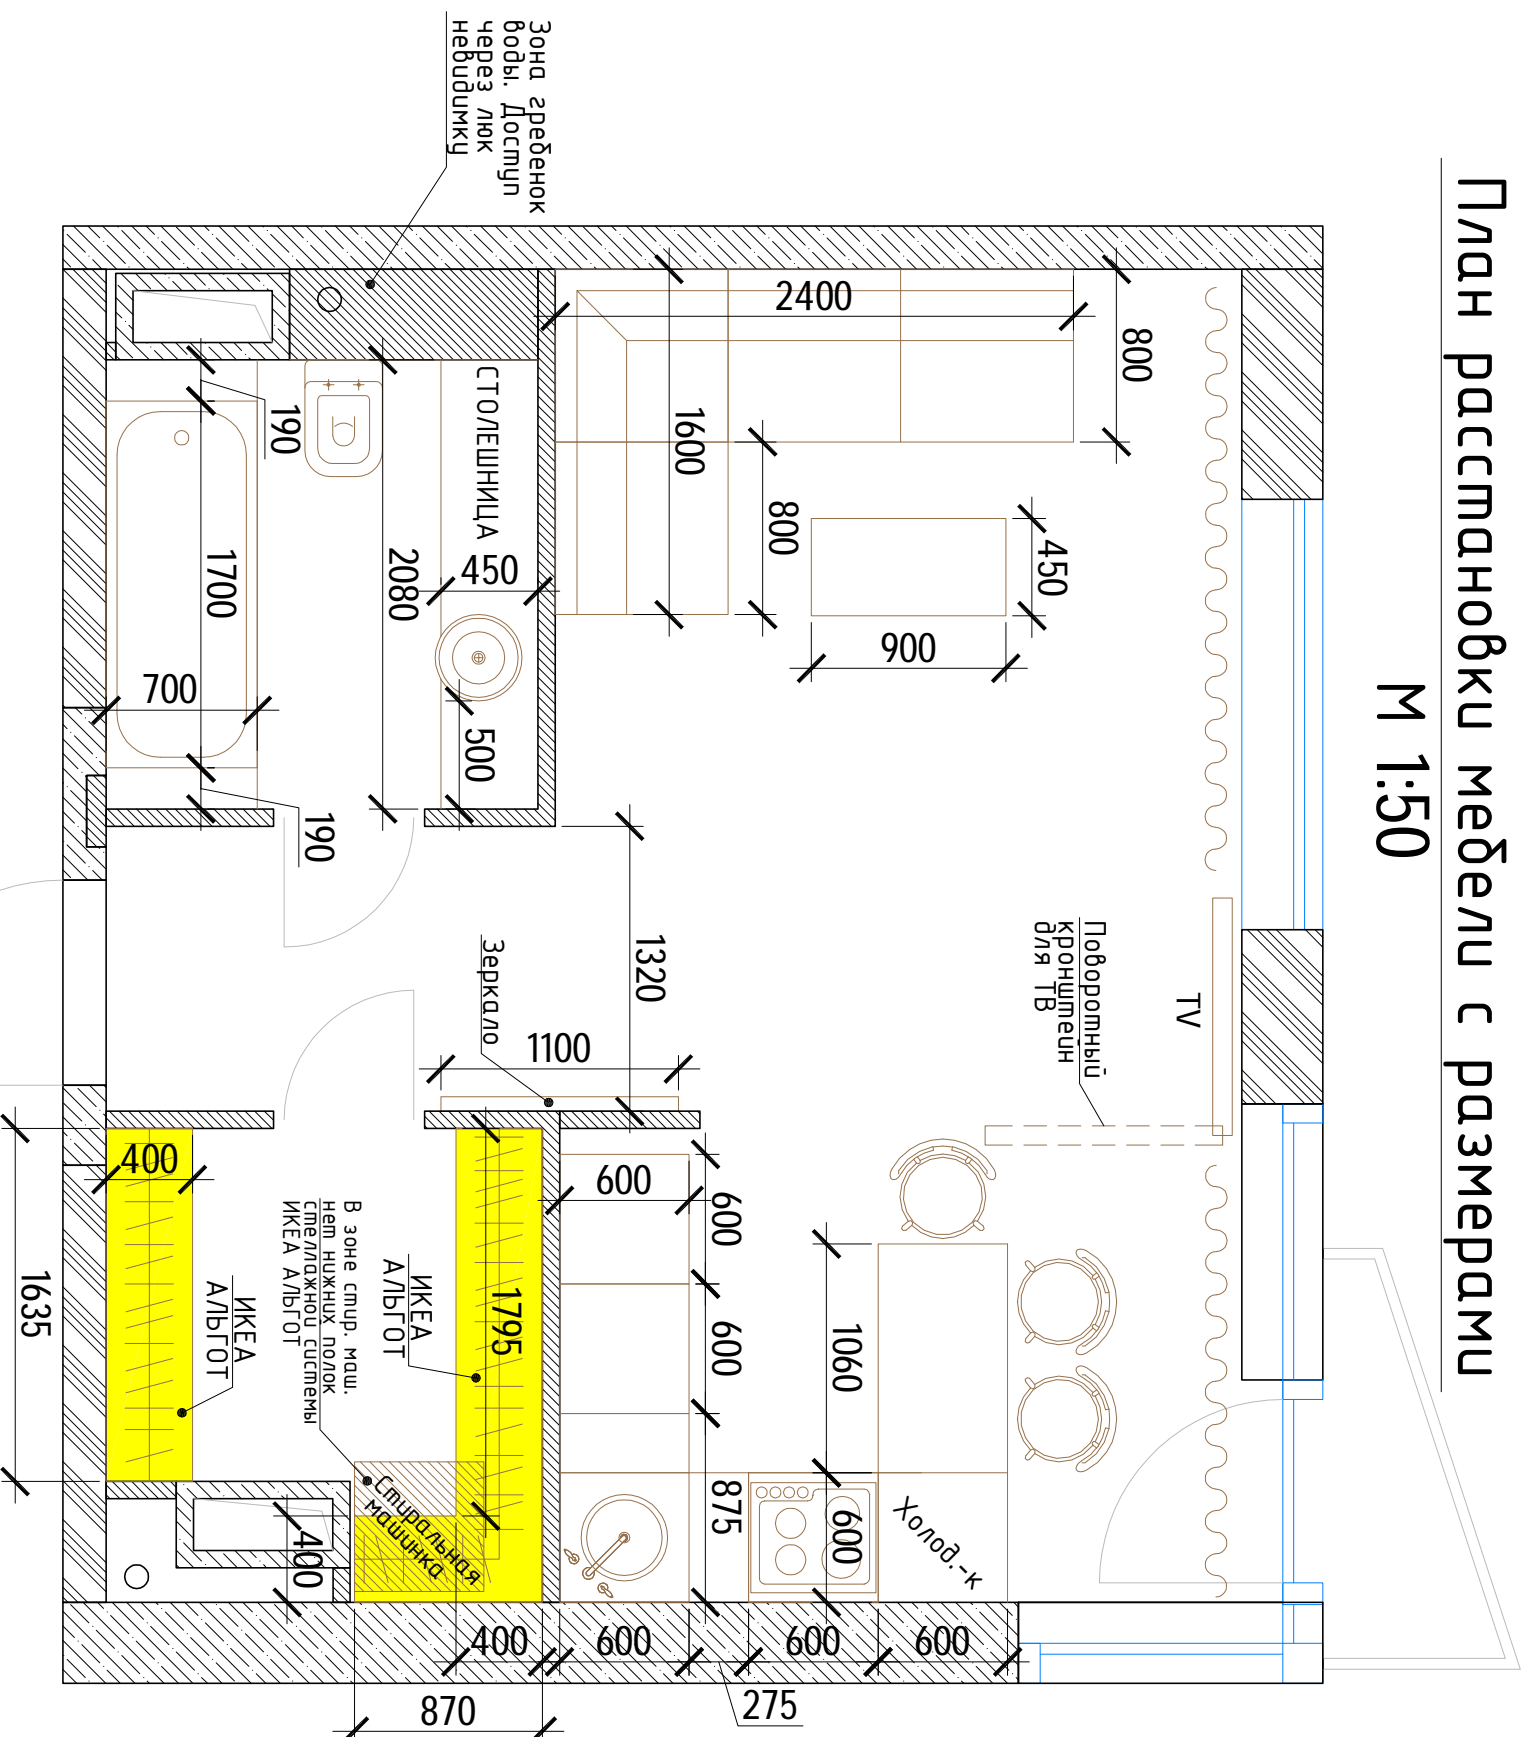 План расстановки мебели с размерами
М 1:50
Зона гребенок
воды. Доступ
через люк
невидимку
2400
800
1600
800
450
900
СТОЛЕШНИЦА
190
1700
2080
450
700
500
190
1320
Зеркало
1100
Поворотный
кронштейн
для ТВ
TV
400
1635
ИКЕА
АЛЬГОТ
В зоне стир. маш.
нет нижних полок
стеллажной системы
ИКЕА АЛЬГОТ
ИКЕА
АЛЬГОТ
1795
600
600
600
875
1060
600
Холод.-к
Стиральная
машинка
400
400
600
600
600
275
870